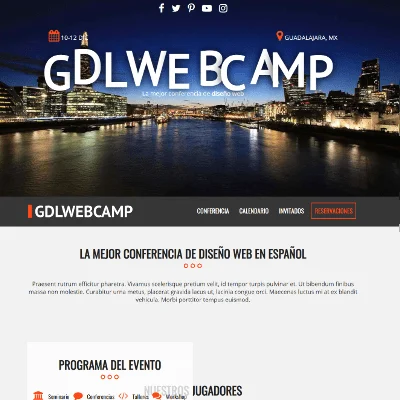 10-12 D
GUADALAJARA, MX
GDLWEBCAMP
La mejor conferencia de diseño web
GDLWEBCAMP
CONFERENCIA CALENDARIO INVITADOS RESERVACIONES
LA MEJOR CONFERENCIA DE DISEÑO WEB EN ESPAÑOL
Praesent rutrum efficitur pharetra. Vivamus scelerisque pretium velit, id tempor turpis pulvinar et. Ut bibendum finibus
massa non molestie. Curabitur urna metus, placerat gravida lacus ut, lacinia congue orci. Maecenas luctus mi at ex blandit
vehicula. Morbi porttitor tempus euismod.
PROGRAMA DEL EVENTO
NUESTROS JUGADORES
Seminario Conferencias Talleres Workshop